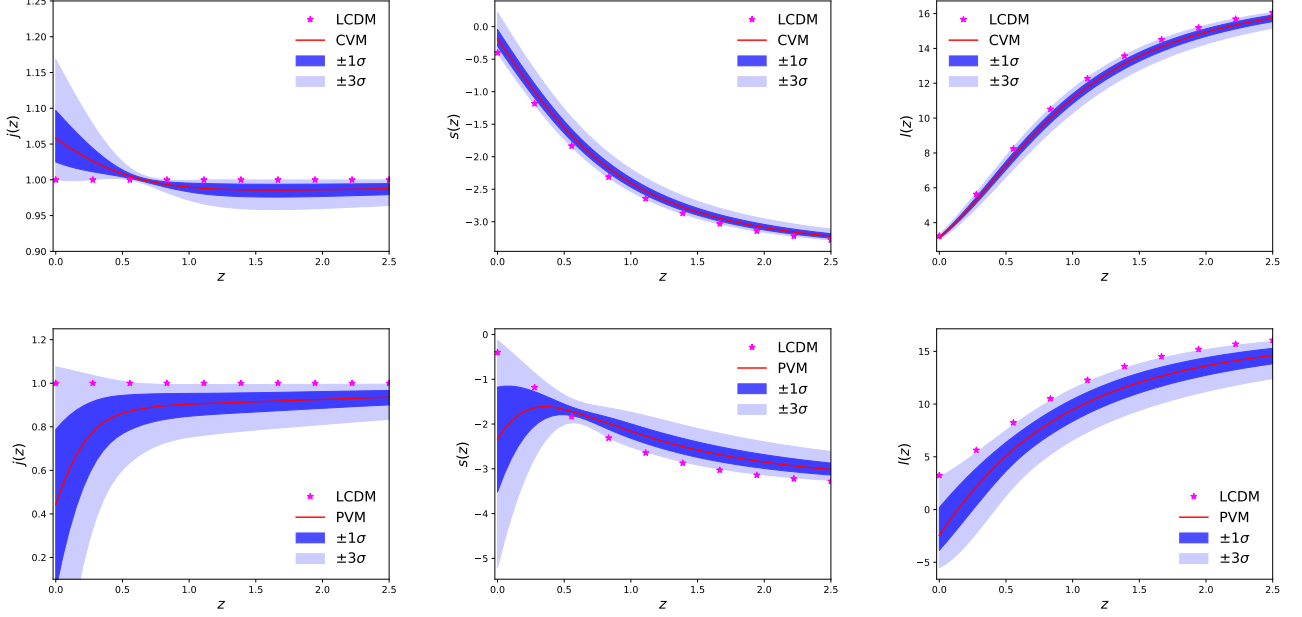 1.25
1.20
1.15
1.10
1.05
1.00
0.95
0.90
j(z)
0.0 0.5 1.0 1.5 2.0 2.5
z
LCDM
CVM
±1σ
±3σ
0.0
−0.5
−1.0
−1.5
−2.0
−2.5
−3.0
s(z)
0.0 0.5 1.0 1.5 2.0 2.5
z
LCDM
CVM
±1σ
±3σ
16
14
12
10
8
6
4
l(z)
0.0 0.5 1.0 1.5 2.0 2.5
z
LCDM
CVM
±1σ
±3σ
1.2
1.0
0.8
0.6
0.4
0.2
j(z)
0.0 0.5 1.0 1.5 2.0 2.5
z
LCDM
PVM
±1σ
±3σ
0
−1
−2
−3
−4
−5
s(z)
0.0 0.5 1.0 1.5 2.0 2.5
z
LCDM
PVM
±1σ
±3σ
15
10
5
0
−5
l(z)
0.0 0.5 1.0 1.5 2.0 2.5
z
LCDM
PVM
±1σ
±3σ